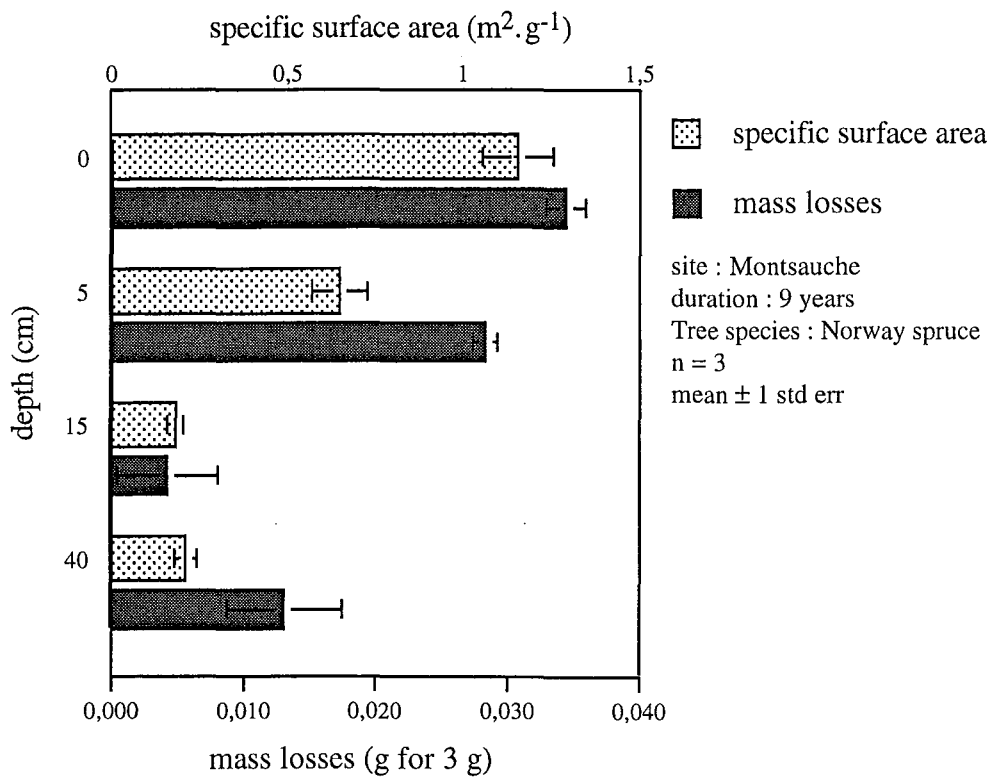 specific surface area (m2.g-1)
0 0,5 1 1,5
specific surface area
mass losses
site : Montsauche
duration : 9 years
Tree species : Norway spruce
n = 3
mean ± 1 std err
depth (cm)
0
5
15
40
0,000 0,010 0,020 0,030 0,040
mass losses (g for 3 g)